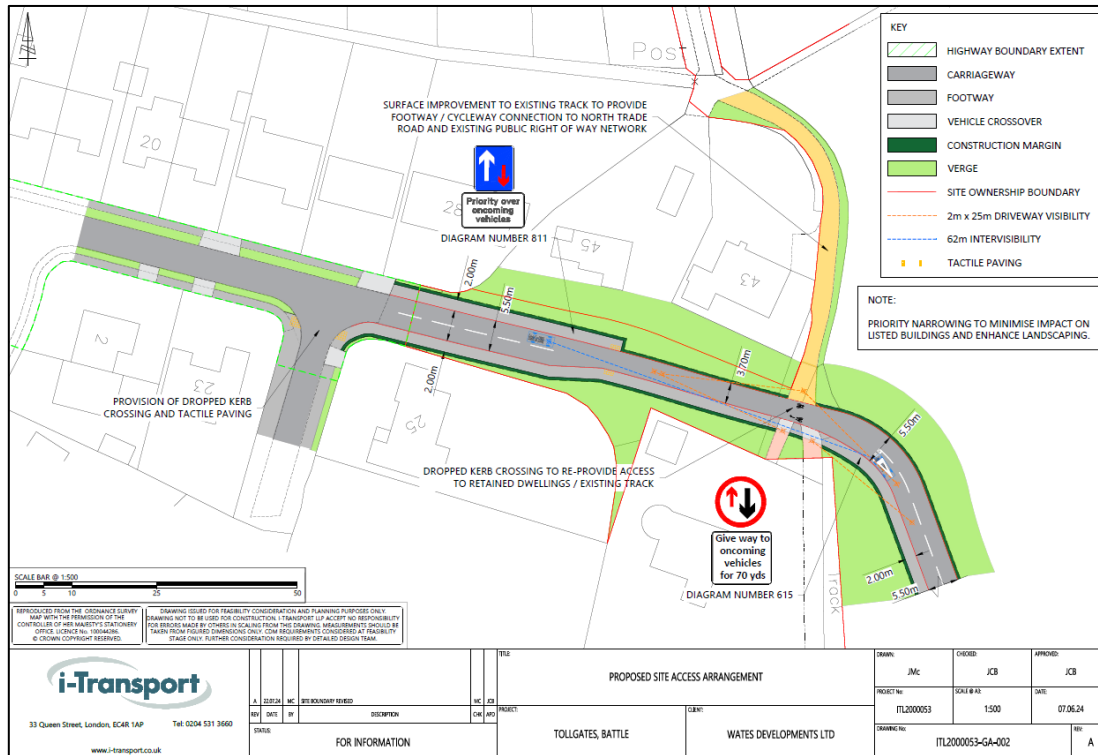 Post
SURFACE IMPROVEMENT TO EXISTING TRACK TO PROVIDE
FOOTWAY / CYCLEWAY CONNECTION TO NORTH TRADE
ROAD AND EXISTING PUBLIC RIGHT OF WAY NETWORK
Priority over
oncoming
vehicles
DIAGRAM NUMBER 811
20
28
45
43
2
23
25
2.00m
5.50m
2.00m
3.70m
5.50m
2.00m
5.50m
PROVISION OF DROPPED KERB
CROSSING AND TACTILE PAVING
DROPPED KERB CROSSING TO RE-PROVIDE ACCESS
TO RETAINED DWELLINGS / EXISTING TRACK
Give way to
oncoming
vehicles
for 70 yds
DIAGRAM NUMBER 615
Track
KEY
HIGHWAY BOUNDARY EXTENT
CARRIAGEWAY
FOOTWAY
VEHICLE CROSSOVER
CONSTRUCTION MARGIN
VERGE
SITE OWNERSHIP BOUNDARY
2m x 25m DRIVEWAY VISIBILITY
62m INTERVISIBILITY
TACTILE PAVING
NOTE:
PRIORITY NARROWING TO MINIMISE IMPACT ON
LISTED BUILDINGS AND ENHANCE LANDSCAPING.
SCALE BAR @ 1:500
0 5 10 25 50
REPRODUCED FROM THE ORDNANCE SURVEY
MAP WITH THE PERMISSION OF THE
CONTROLLER OF HER MAJESTY'S STATIONERY
OFFICE. LICENCE No. 100044286.
© CROWN COPYRIGHT RESERVED.
DRAWING ISSUED FOR FEASIBILITY CONSIDERATION AND PLANNING PURPOSES ONLY.
DRAWING NOT TO BE USED FOR CONSTRUCTION. i-TRANSPORT LLP ACCEPT NO RESPONSIBILITY
FOR ERRORS MADE BY OTHERS IN SCALING FROM THIS DRAWING. MEASUREMENTS SHOULD BE
TAKEN FROM FIGURED DIMENSIONS ONLY. CDM REQUIREMENTS CONSIDERED AT FEASIBILITY
STAGE ONLY. FURTHER CONSIDERATION REQUIRED BY DETAILED DESIGN TEAM.
i-Transport
33 Queen Street, London, EC4R 1AP Tel: 0204 531 3660
www.i-transport.co.uk
A 22.07.24 MC SITE BOUNDARY REVISED MC JCB
REV DATE BY DESCRIPTION CHK APD
STATUS:
FOR INFORMATION
TITLE:
PROPOSED SITE ACCESS ARRANGEMENT
PROJECT:
TOLLGATES, BATTLE
CLIENT:
WATES DEVELOPMENTS LTD
DRAWN: CHECKED: APPROVED:
JMc JCB JCB
PROJECT No: SCALE @ A3: DATE:
ITL2000053 1:500 07.06.24
DRAWING No: REV:
ITL2000053-GA-002 A